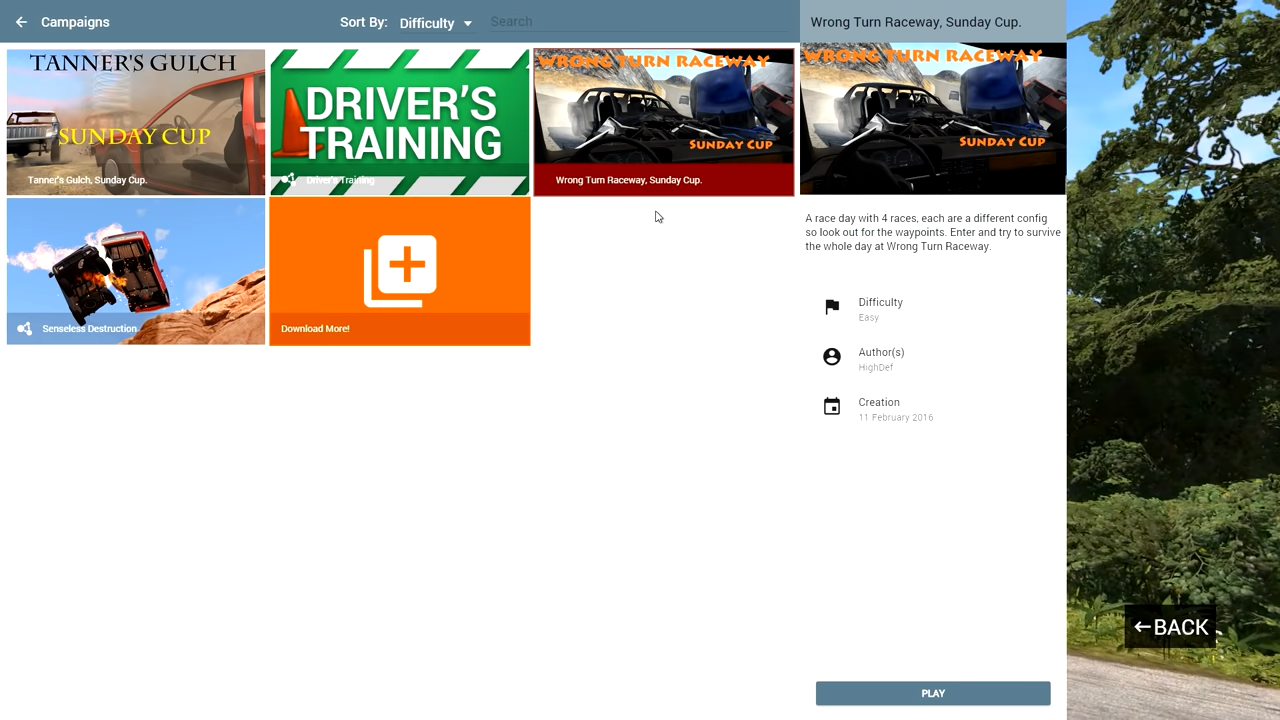 Campaigns
Sort By:
Difficulty
Search
Wrong Turn Raceway, Sunday Cup.
TANNER'S GULCH
SUNDAY CUP
Tanner's Gulch, Sunday Cup.
DRIVER'S
TRAINING
Driver's Training
WRONG TURN RACEWAY
SUNDAY CUP
Wrong Turn Raceway, Sunday Cup.
Senseless Destruction.
Download More!
WRONG TURN RACEWAY
SUNDAY CUP
A race day with 4 races, each are a different config
so look out for the waypoints. Enter and try to survive
the whole day at Wrong Turn Raceway.
Difficulty
Easy
Author(s)
HighDef
Creation
11 February 2016
PLAY
←BACK